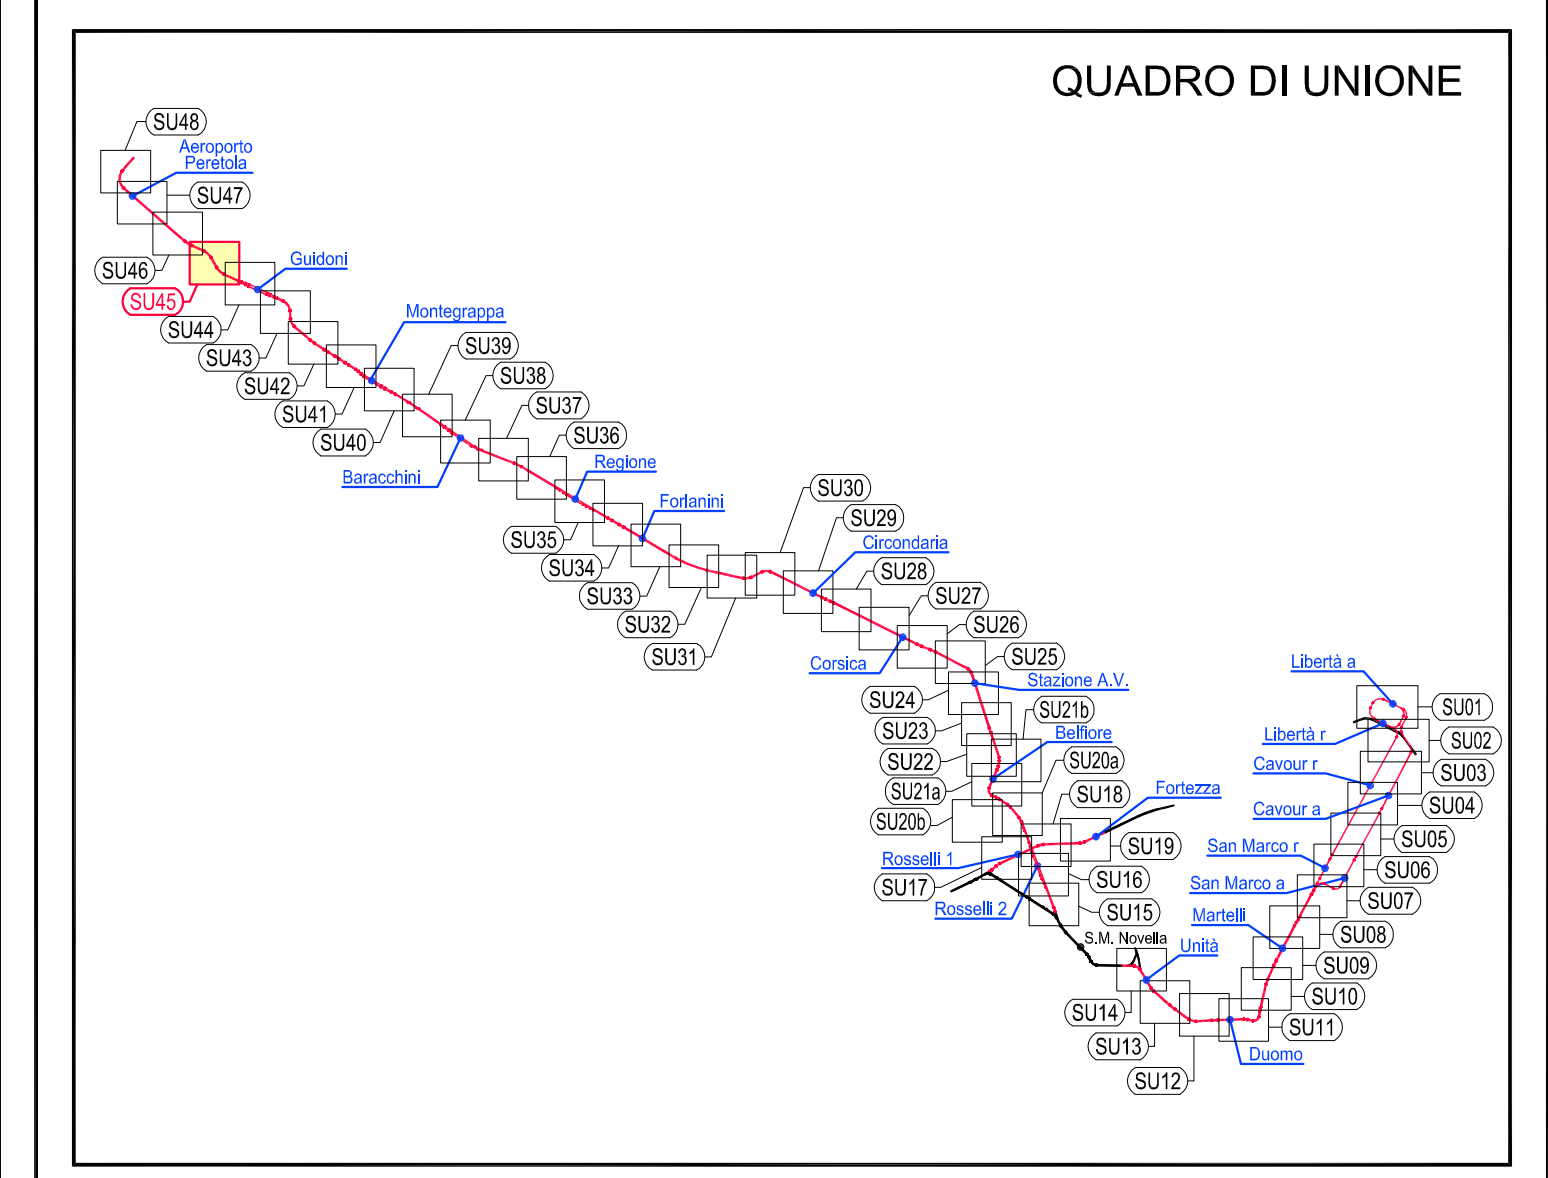 QUADRO DI UNIONE
SU48
Aeroporto
Peretola
SU47
SU46
SU45
Guidoni
SU44
Montegrappa
SU43
SU39
SU42
SU38
SU41
SU37
SU40
SU36
Baracchini
Regione
Forlanini
SU30
SU35
SU29
SU34
Circondaria
SU33
SU28
SU32
SU27
SU31
SU26
Corsica
SU25
Stazione A.V.
Libertà a
SU24
SU01
SU23
SU21b
Libertà r
SU02
SU22
Belfiore
Cavour r
SU03
SU21a
SU20a
Fortezza
Cavour a
SU04
SU20b
SU18
SU05
San Marco r
SU19
Rosselli 1
SU06
SU17
SU16
San Marco a
SU07
Rosselli 2
SU15
Martelli
SU08
S.M. Novella
Unità
SU09
SU10
SU14
SU11
SU13
Duomo
SU12